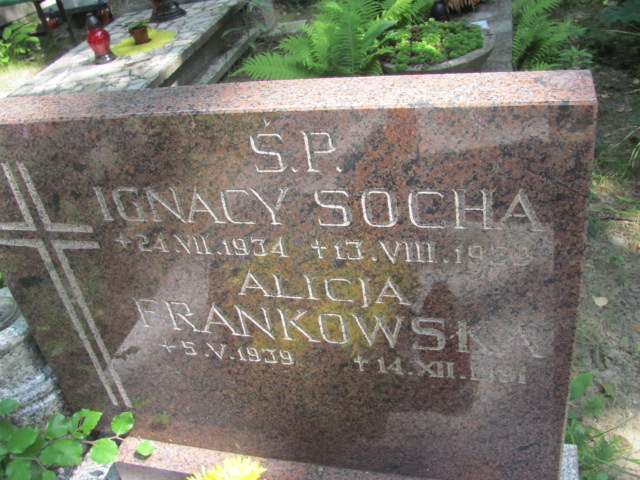 Ś.P.
IGNACY SOCHA
+24.VII.1934 +13.VIII.
ALICJA
FRANKOWSKA
+5.V.1939 +14.XII.